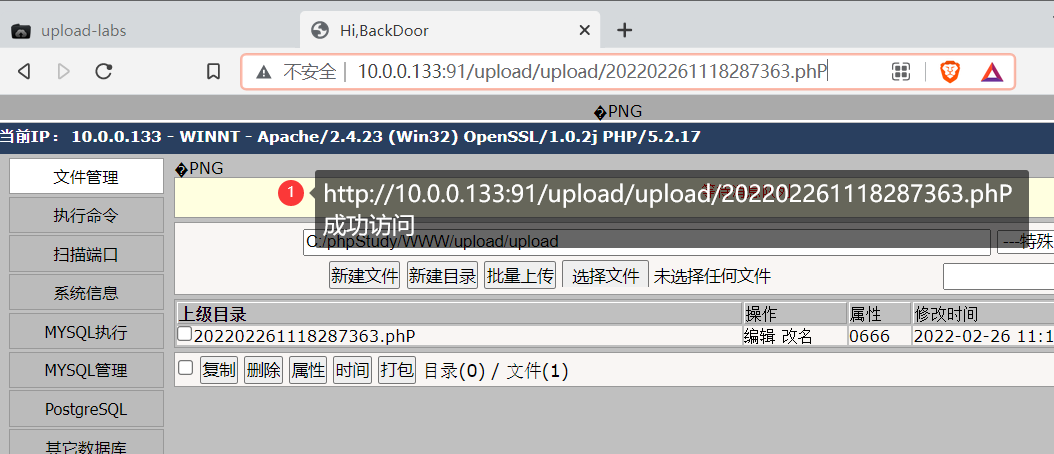 upload-labs
Hi,BackDoor
不安全 10.0.0.133:91/upload/upload/202202261118287363.phP
�PNG
当前IP: 10.0.0.133 - WINNT - Apache/2.4.23 (Win32) OpenSSL/1.0.2j PHP/5.2.17
文件管理
执行命令
扫描端口
系统信息
MYSQL执行
MYSQL管理
PostgreSQL
其它数据库
�PNG
1
http://10.0.0.133:91/upload/upload/202202261118287363.phP
成功访问
C:/phpStudy/WWW/upload/upload
---特殊
新建文件 新建目录 批量上传 选择文件 未选择任何文件
上级目录 操作 属性 修改时间
202202261118287363.phP 编辑 改名 0666 2022-02-26 11:1
复制 删除 属性 时间 打包 目录(0) / 文件(1)